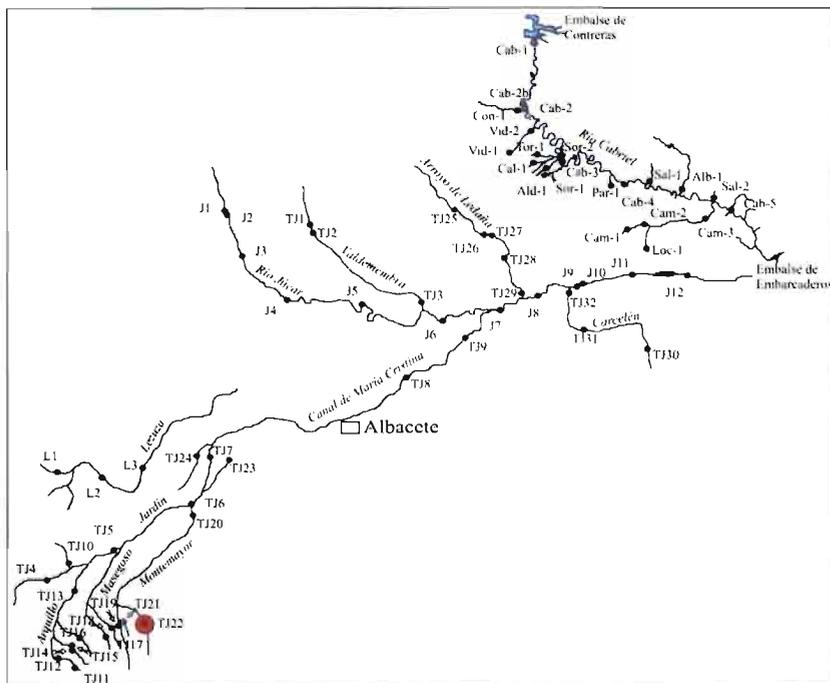 Embalse de
Contreras
Cab-1
Cab-2b
Cab-2
Con-1
Vid-2
Río Cabriel
Vid-1
Tor-1
Sor-2
Cal-1
Cab-3
Ald-1
Sor-1
Par-1
Cab-4
Sal-1
Alb-1
Sal-2
Cab-5
Cam-2
Cam-3
Cam-1
Loc-1
Arroyo de Ledaña
TJ25
TJ26
TJ27
TJ28
TJ29
J1
J2
J3
TJ1
TJ2
Valdemembra
Río Júcar
J4
J5
TJ3
J6
J7
J8
J9
J10
J11
J12
Embalse de
Embarcaderos
TJ32
TJ31
Carcelén
TJ30
TJ9
TJ8
Canal de María Cristina
Albacete
Lezuza
L1
L2
L3
TJ24
TJ7
TJ23
TJ6
TJ20
Jardín
TJ5
TJ10
TJ4
Masegoso
Montemayor
TJ13
Arquillo
TJ19
TJ21
TJ22
TJ18
TJ17
TJ16
TJ15
TJ14
TJ12
TJ11